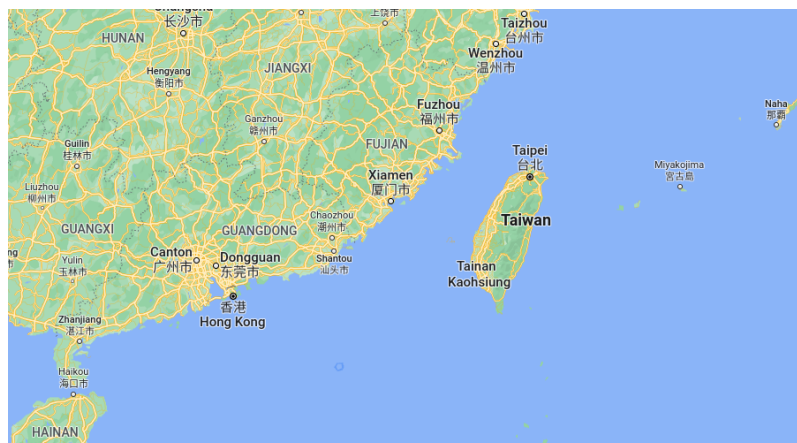 长沙市
上饶市
Taizhou
台州市
HUNAN
Wenzhou
温州市
Hengyang
衡阳市
JIANGXI
Fuzhou
福州市
Naha
那覇
Ganzhou
赣州市
Guilin
桂林市
FUJIAN
Taipei
台北
Miyakojima
宮古島
Xiamen
厦门市
Liuzhou
柳州市
Chaozhou
潮州市
Taiwan
GUANGXI
GUANGDONG
Canton
广州市
Dongguan
东莞市
Shantou
汕头市
Yulin
玉林市
Tainan
Kaohsiung
香港
Hong Kong
Zhanjiang
湛江市
Haikou
海口市
HAINAN